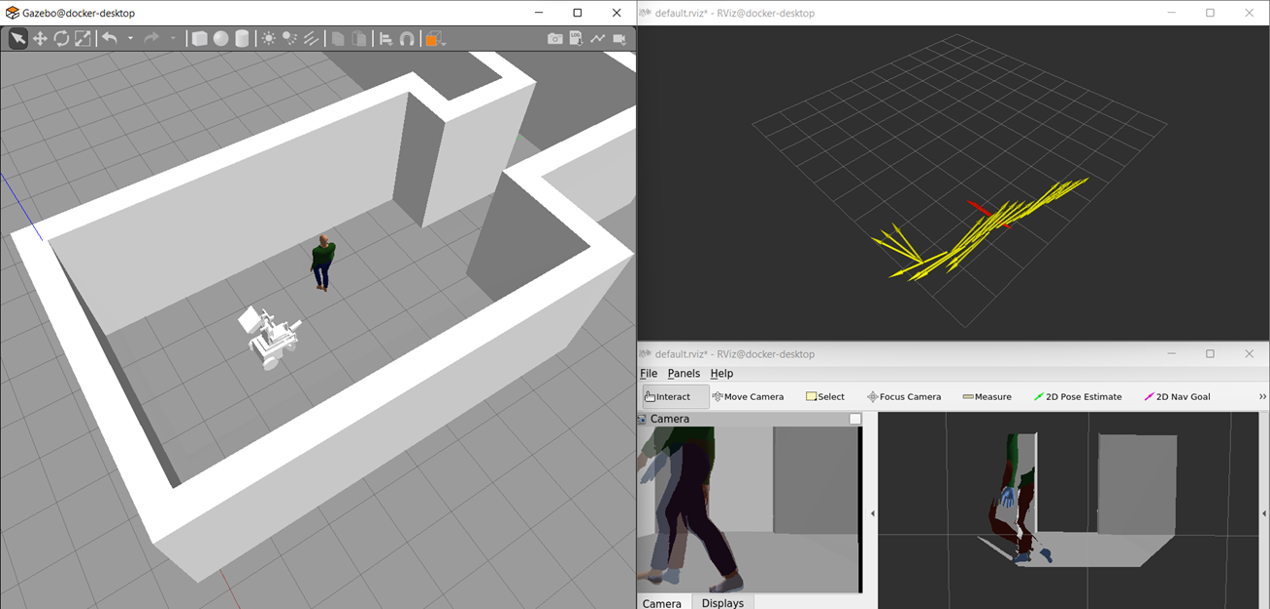 Gazebo@docker-desktop
default.rviz* - RViz@docker-desktop
LOG
default.rviz* - RViz@docker-desktop
File Panels Help
Interact Move Camera Select Focus Camera Measure 2D Pose Estimate 2D Nav Goal »
Camera
Camera Displays